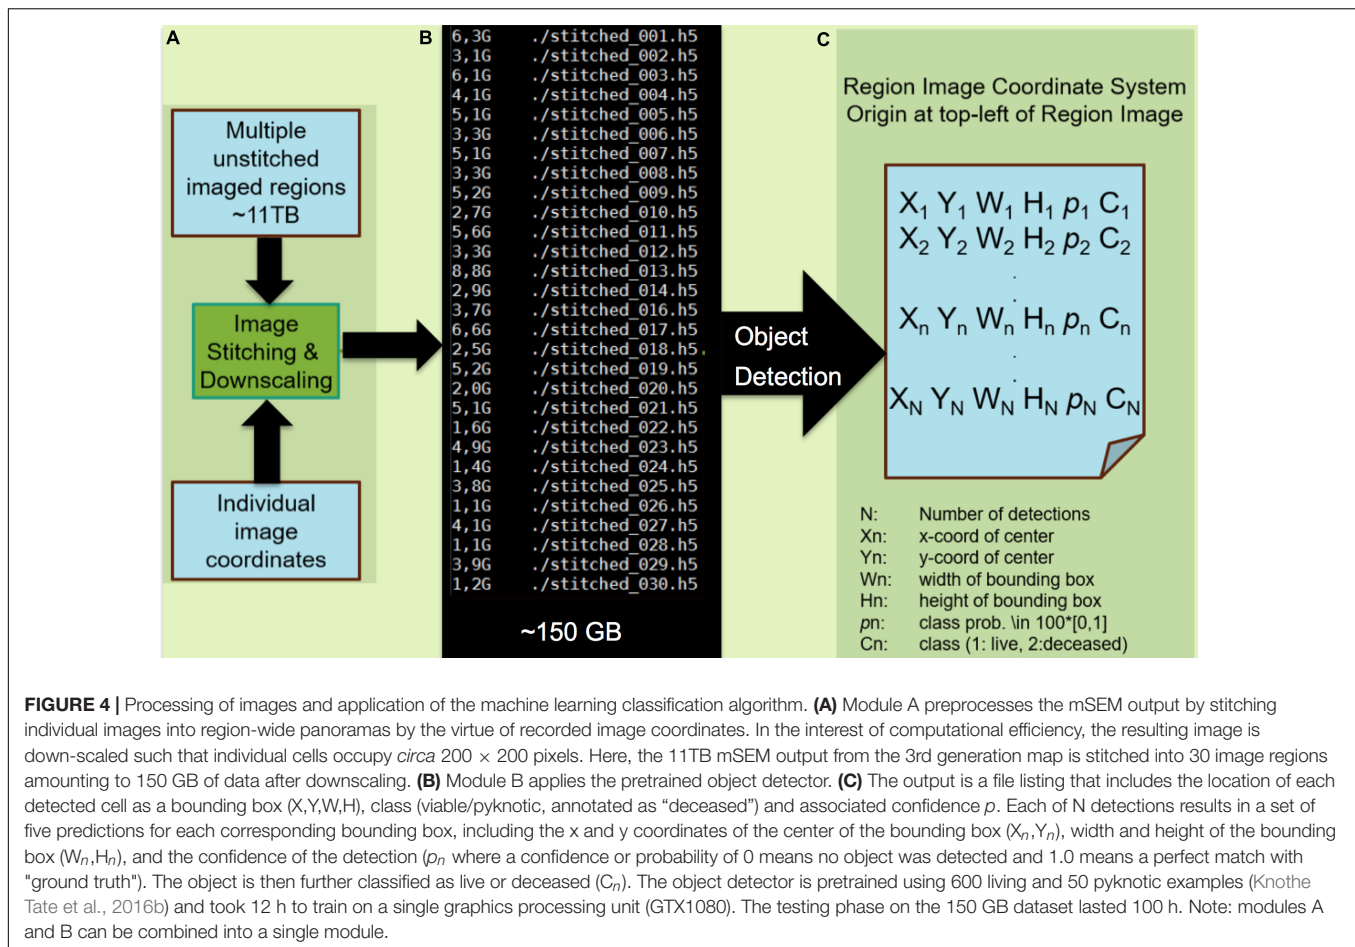 A
Multiple
unstitched
imaged regions
~11TB
Image
Stitching &
Downscaling
Individual
image
coordinates
B
6,3G ./stitched_001.h5
3,1G ./stitched_002.h5
6,1G ./stitched_003.h5
4,1G ./stitched_004.h5
5,1G ./stitched_005.h5
3,3G ./stitched_006.h5
5,1G ./stitched_007.h5
3,3G ./stitched_008.h5
5,2G ./stitched_009.h5
2,7G ./stitched_010.h5
5,6G ./stitched_011.h5
3,3G ./stitched_012.h5
8,8G ./stitched_013.h5
2,9G ./stitched_014.h5
3,7G ./stitched_016.h5
6,6G ./stitched_017.h5
2,5G ./stitched_018.h5
5,2G ./stitched_019.h5
2,0G ./stitched_020.h5
5,1G ./stitched_021.h5
1,6G ./stitched_022.h5
4,9G ./stitched_023.h5
1,4G ./stitched_024.h5
3,8G ./stitched_025.h5
1,1G ./stitched_026.h5
4,1G ./stitched_027.h5
1,1G ./stitched_028.h5
3,9G ./stitched_029.h5
1,2G ./stitched_030.h5
~150 GB
Object
Detection
C
Region Image Coordinate System
Origin at top-left of Region Image
X1 Y1 W1 H1 p1 C1
X2 Y2 W2 H2 p2 C2
.
.
Xn Yn Wn Hn pn Cn
.
.
XN YN WN HN pN CN
N: Number of detections
Xn: x-coord of center
Yn: y-coord of center
Wn: width of bounding box
Hn: height of bounding box
pn: class prob. \in 100*[0,1]
Cn: class (1: live, 2:deceased)
FIGURE 4 | Processing of images and application of the machine learning classification algorithm. (A) Module A preprocesses the mSEM output by stitching
individual images into region-wide panoramas by the virtue of recorded image coordinates. In the interest of computational efficiency, the resulting image is
down-scaled such that individual cells occupy circa 200 × 200 pixels. Here, the 11TB mSEM output from the 3rd generation map is stitched into 30 image regions
amounting to 150 GB of data after downscaling. (B) Module B applies the pretrained object detector. (C) The output is a file listing that includes the location of each
detected cell as a bounding box (X,Y,W,H), class (viable/pyknotic, annotated as “deceased”) and associated confidence p. Each of N detections results in a set of
five predictions for each corresponding bounding box, including the x and y coordinates of the center of the bounding box (Xn,Yn), width and height of the bounding
box (Wn,Hn), and the confidence of the detection (pn where a confidence or probability of 0 means no object was detected and 1.0 means a perfect match with
"ground truth"). The object is then further classified as live or deceased (Cn). The object detector is pretrained using 600 living and 50 pyknotic examples (Knothe
Tate et al., 2016b) and took 12 h to train on a single graphics processing unit (GTX1080). The testing phase on the 150 GB dataset lasted 100 h. Note: modules A
and B can be combined into a single module.